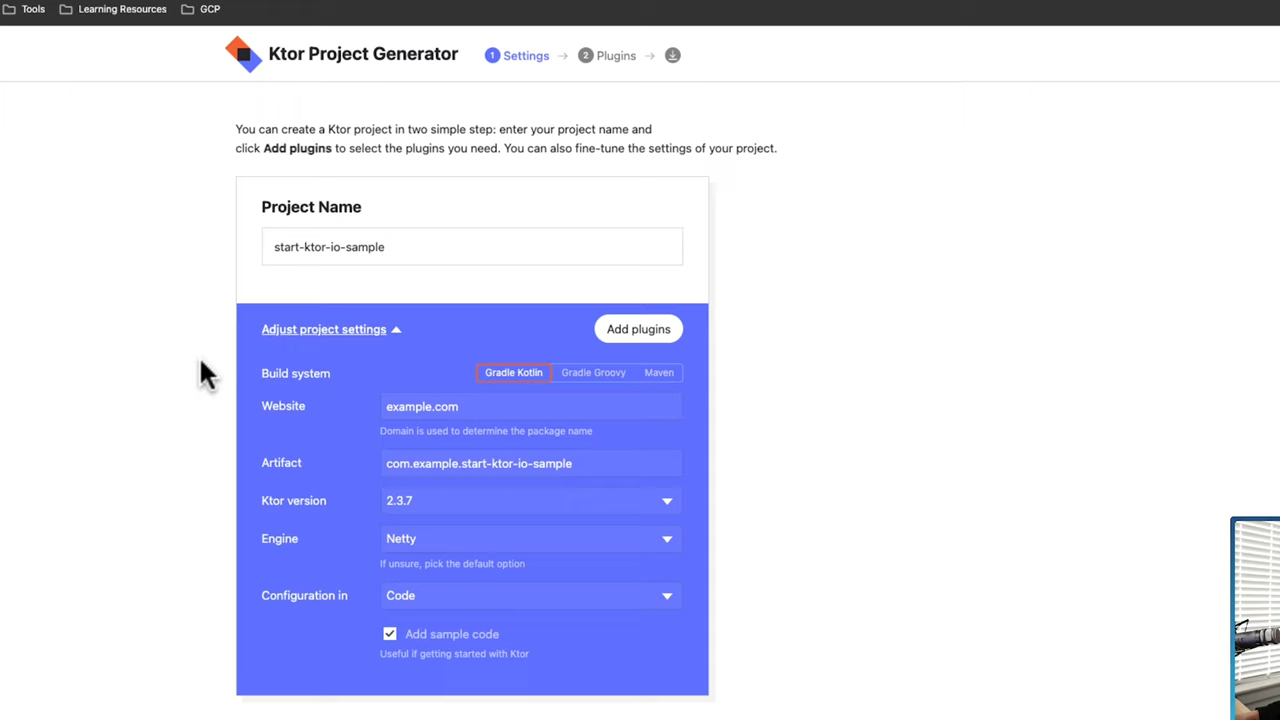 Tools Learning Resources GCP
Ktor Project Generator 1 Settings → 2 Plugins →
You can create a Ktor project in two simple step: enter your project name and
click Add plugins to select the plugins you need. You can also fine-tune the settings of your project.
Project Name
start-ktor-io-sample
Adjust project settings Add plugins
Build system Gradle Kotlin Gradle Groovy Maven
Website example.com
Domain is used to determine the package name
Artifact com.example.start-ktor-io-sample
Ktor version 2.3.7
Engine Netty
If unsure, pick the default option
Configuration in Code
Add sample code
Useful if getting started with Ktor